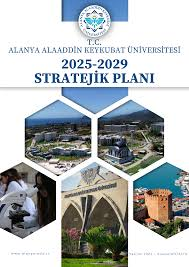 T.C.
ALANYA ALAADDİN KEYKUBAT ÜNİVERSİTESİ
2025-2029
STRATEJİK PLANI